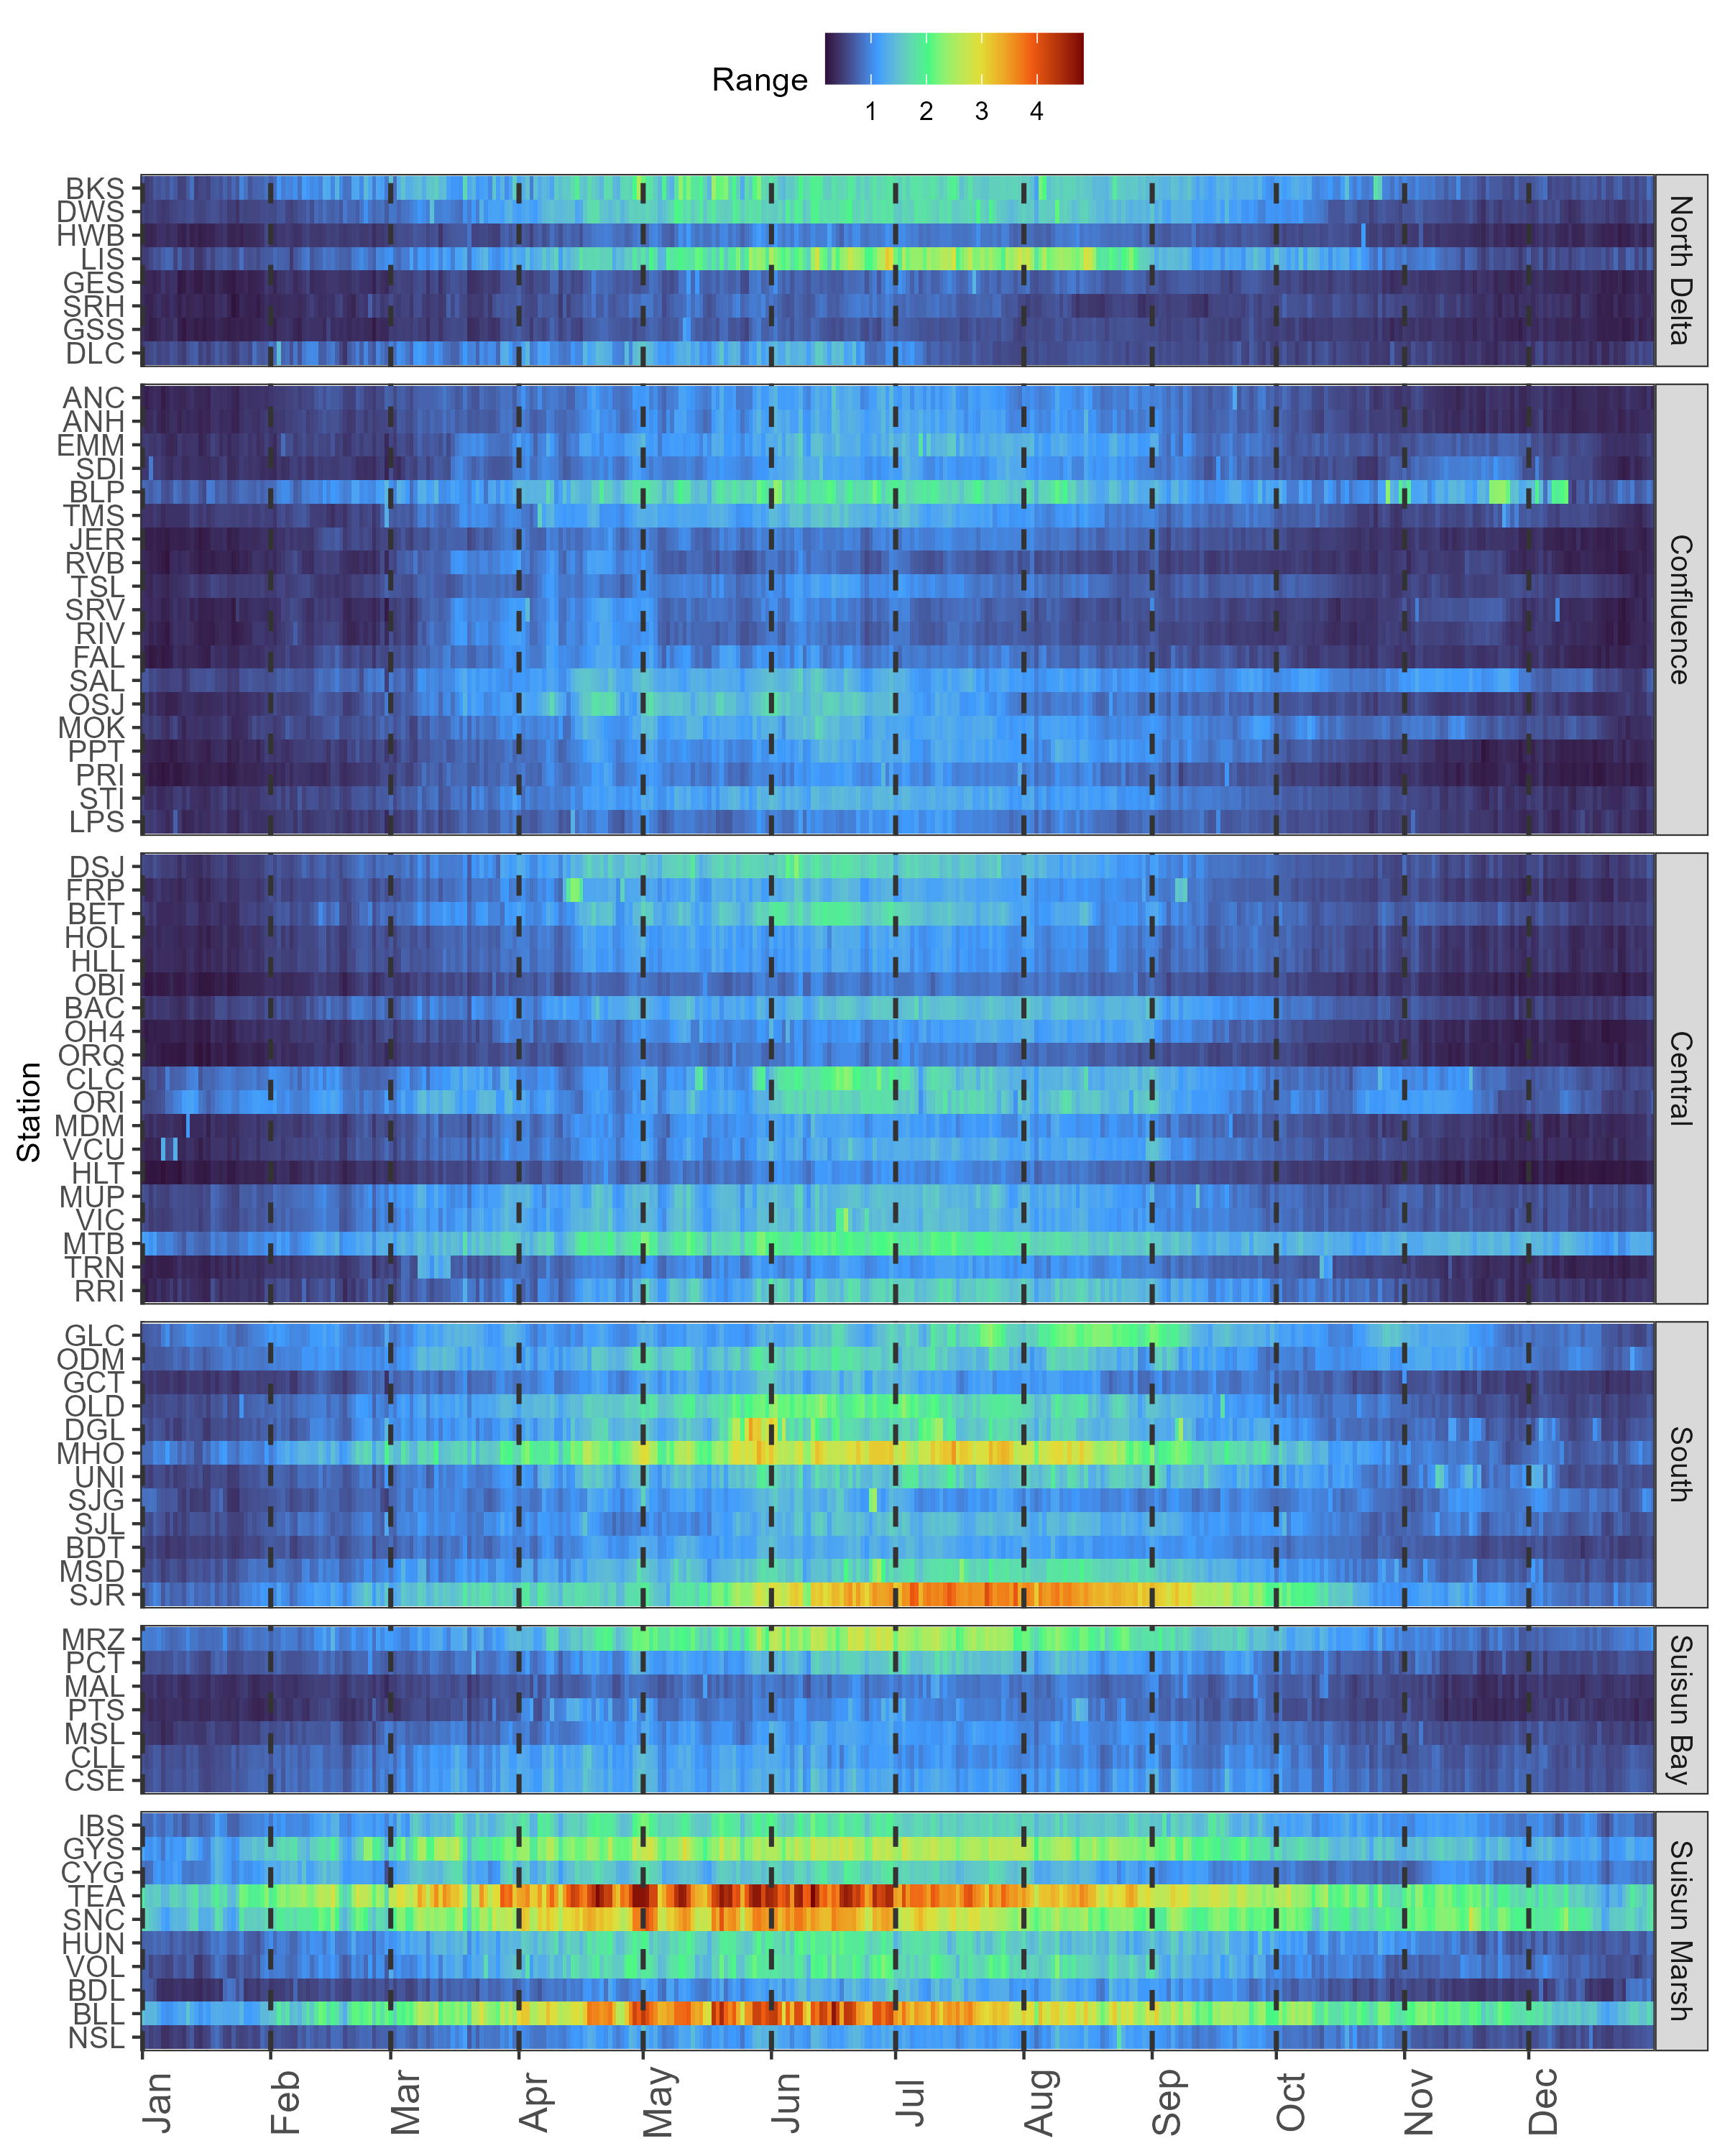 Range
1 2 3 4
Station
BKS
DWS
HWB
LIS
GES
SRH
GSS
DLC
North Delta
ANC
ANH
EMM
SDI
BLP
TMS
JER
RVB
TSL
SRV
RIV
FAL
SAL
OSJ
MOK
PPT
PRI
STI
LPS
Confluence
DSJ
FRP
BET
HOL
HLL
OBI
BAC
OH4
ORQ
CLC
ORI
MDM
VCU
HLT
MUP
VIC
MTB
TRN
RRI
Central
GLC
ODM
GCT
OLD
DGL
MHO
UNI
SJG
SJL
BDT
MSD
SJR
South
MRZ
PCT
MAL
PTS
MSL
CLL
CSE
Suisun Bay
IBS
GYS
CYG
TEA
SNC
HUN
VOL
BDL
BLL
NSL
Suisun Marsh
Jan Feb Mar Apr May Jun Jul Aug Sep Oct Nov Dec